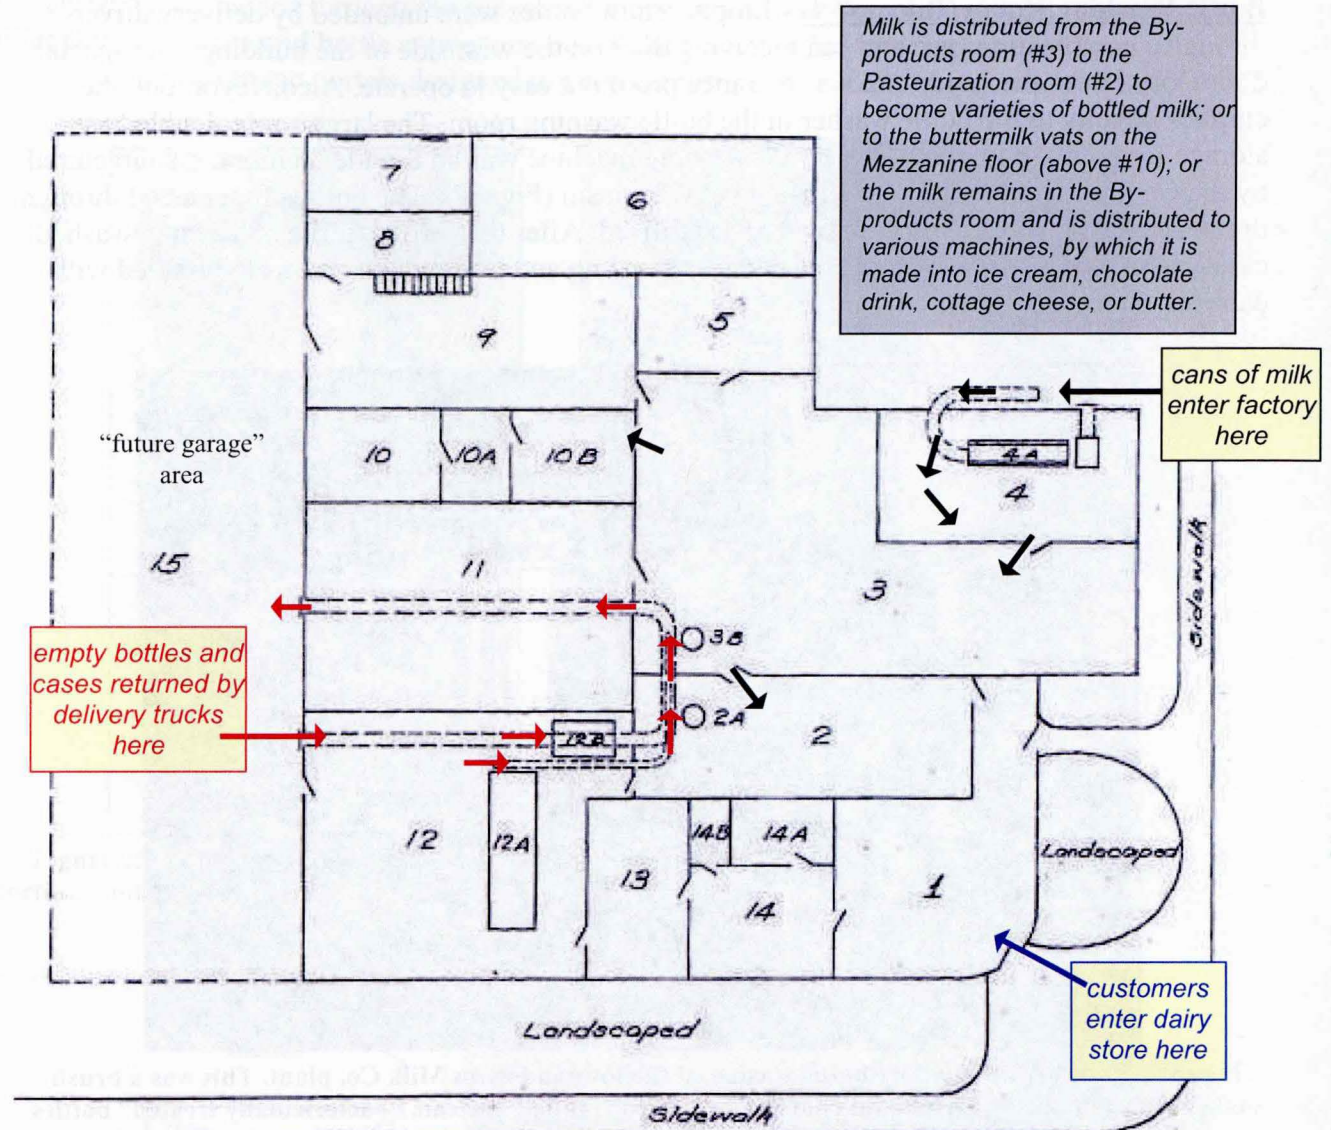 Milk is distributed from the By-
products room (#3) to the
Pasteurization room (#2) to
become varieties of bottled milk; or
to the buttermilk vats on the
Mezzanine floor (above #10); or
the milk remains in the By-
products room and is distributed to
various machines, by which it is
made into ice cream, chocolate
drink, cottage cheese, or butter.
7
6
8
5
9
cans of milk
enter factory
here
"future garage"
area
10
10A
10B
4A
4
15
11
3
Sidewalk
3B
empty bottles and
cases returned by
delivery trucks
here
2A
2
12B
12
12A
14B
14A
13
14
1
Landscaped
customers
enter dairy
store here
Landscaped
Sidewalk